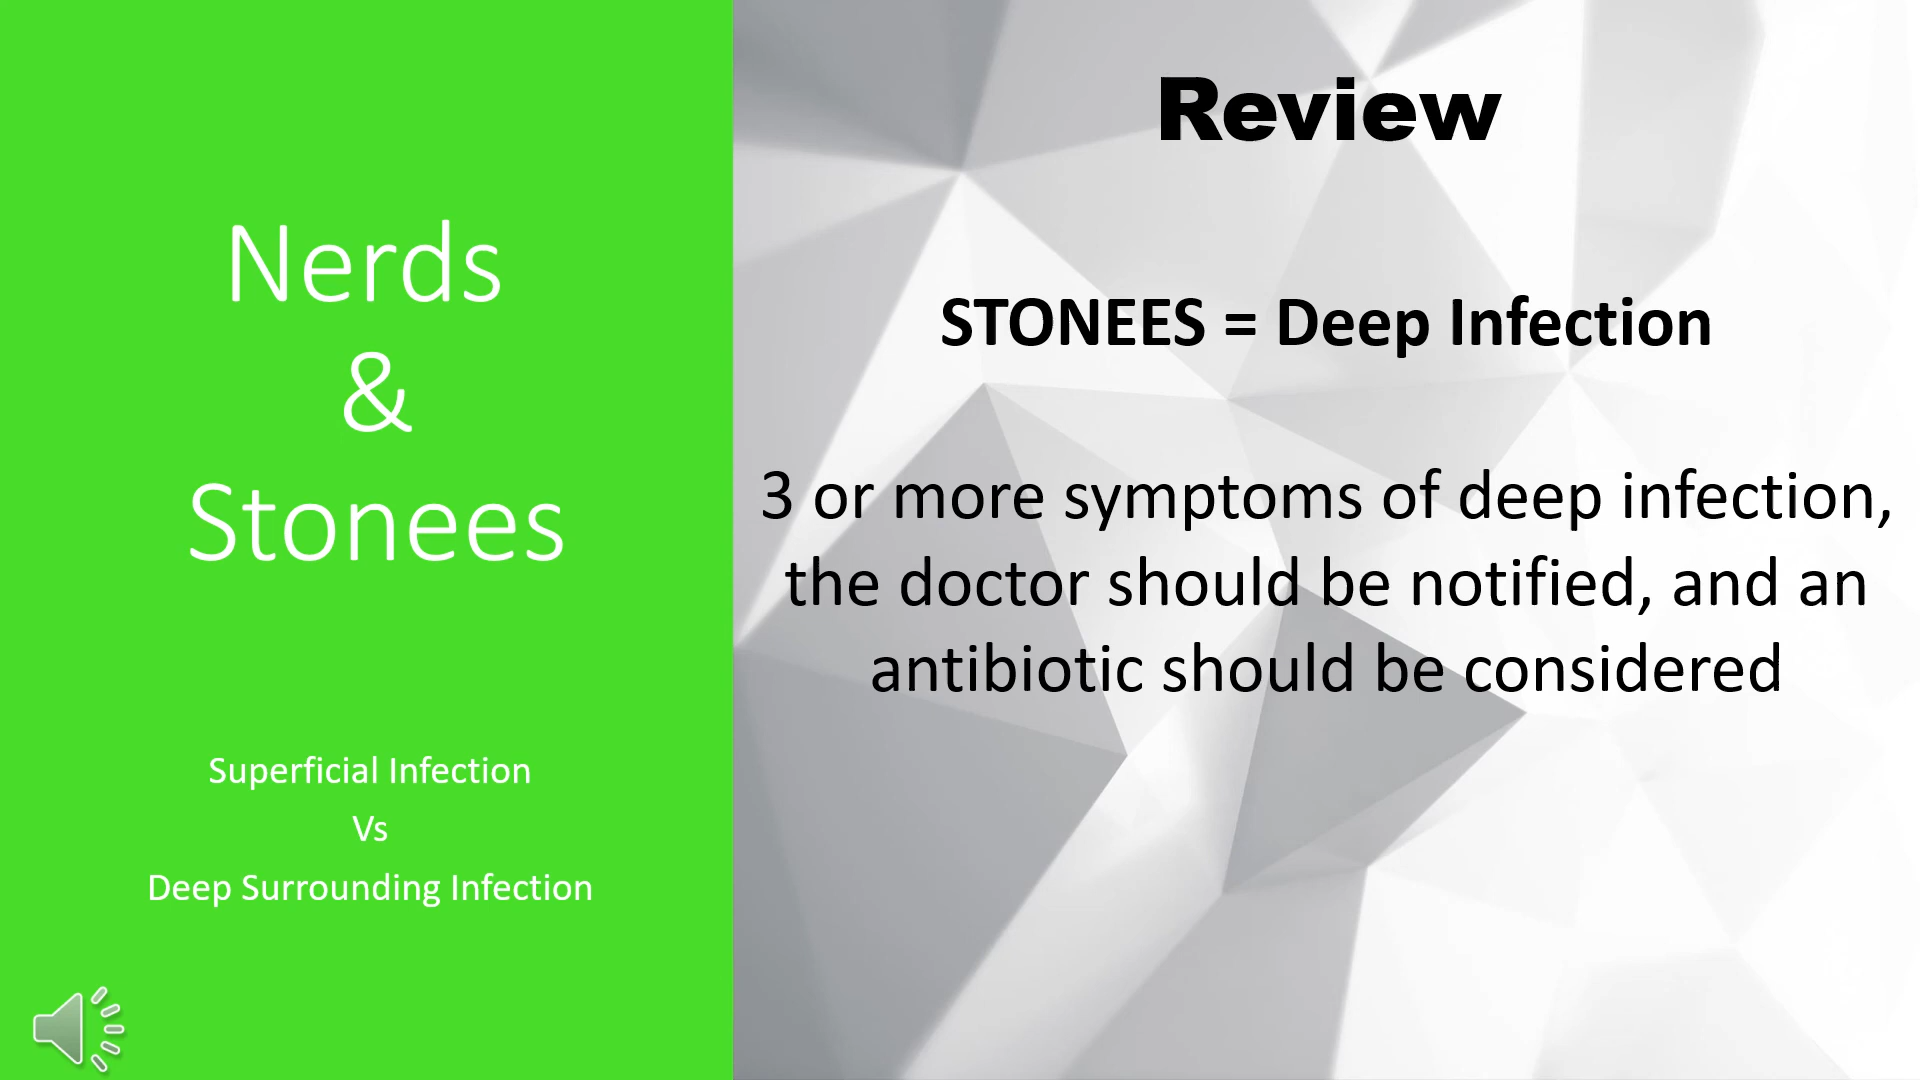 Nerds
&
Stonees
Superficial Infection
Vs
Deep Surrounding Infection
Review
STONEES = Deep Infection
3 or more symptoms of deep infection,
the doctor should be notified, and an
antibiotic should be considered